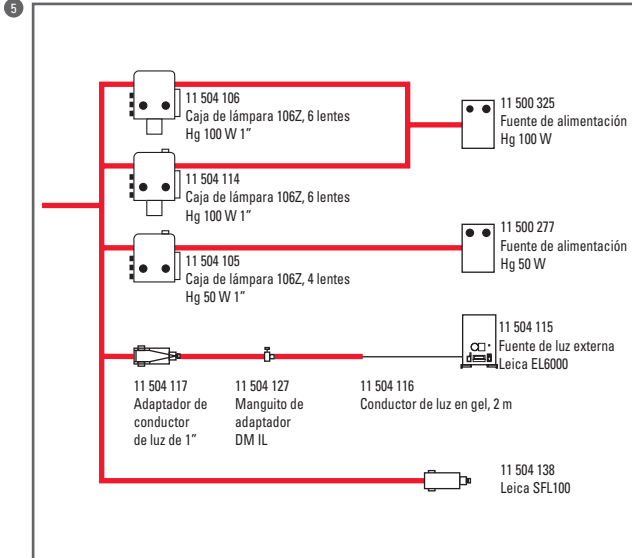 5
11 504 106
Caja de lámpara 106Z, 6 lentes
Hg 100 W 1”
11 500 325
Fuente de alimentación
Hg 100 W
11 504 114
Caja de lámpara 106Z, 6 lentes
Hg 100 W 1”
11 500 277
Fuente de alimentación
Hg 50 W
11 504 105
Caja de lámpara 106Z, 4 lentes
Hg 50 W 1”
11 504 115
Fuente de luz externa
Leica EL6000
11 504 117
Adaptador de
conductor
de luz de 1”
11 504 127
Manguito de
adaptador
DM IL
11 504 116
Conductor de luz en gel, 2 m
11 504 138
Leica SFL100